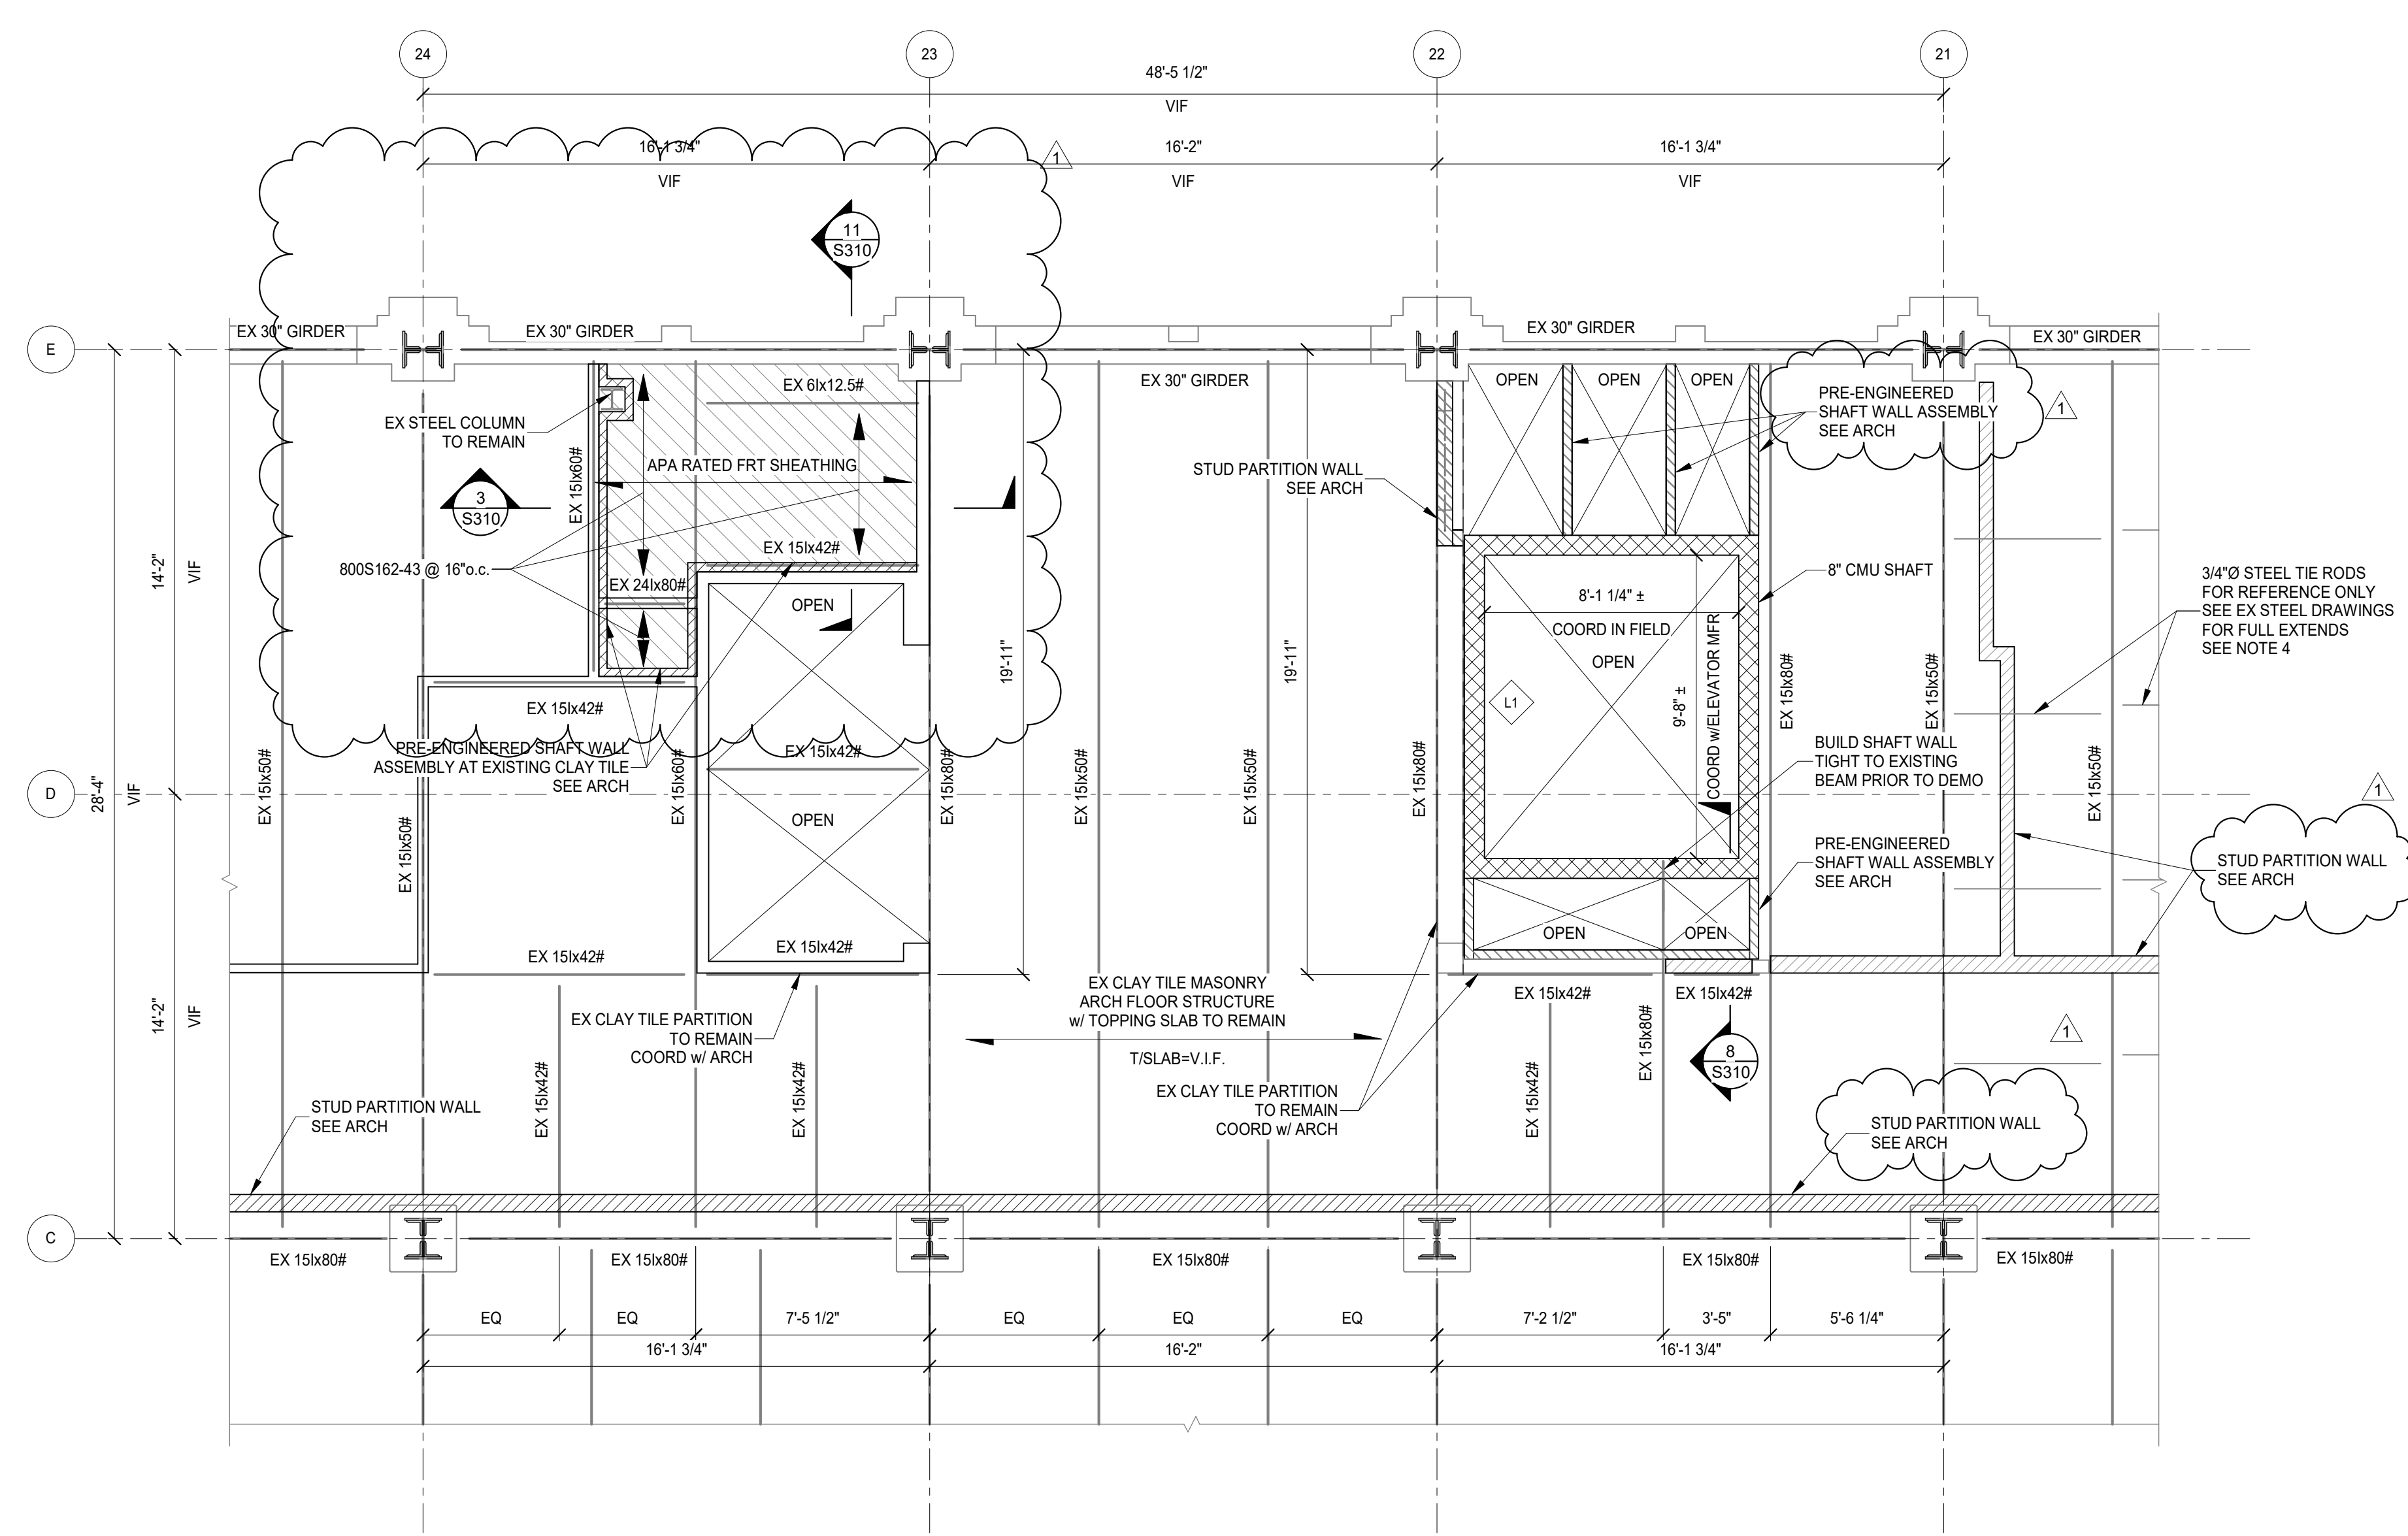 24
23
22
21
48'-5 1/2"
VIF
16'-1 3/4"
VIF
1
16'-2"
VIF
16'-1 3/4"
VIF
11
S310
E
EX 30" GIRDER
EX 30" GIRDER
EX 30" GIRDER
EX 30" GIRDER
EX 30" GIRDER
EX 6Ix12.5#
OPEN
OPEN
OPEN
PRE-ENGINEERED
SHAFT WALL ASSEMBLY
SEE ARCH
1
EX STEEL COLUMN
TO REMAIN
EX 15Ix60#
APA RATED FRT SHEATHING
STUD PARTITION WALL
SEE ARCH
3
S310
EX 15Ix42#
800S162-43 @ 16"o.c.
EX 24Ix80#
OPEN
8" CMU SHAFT
8'-1 1/4" ±
COORD IN FIELD
OPEN
9'-8" ±
COORD w/ELEVATOR MFR
L1
3/4"Ø STEEL TIE RODS
FOR REFERENCE ONLY
SEE EX STEEL DRAWINGS
FOR FULL EXTENDS
SEE NOTE 4
14'-2"
VIF
19'-11"
19'-11"
EX 15Ix80#
EX 15Ix50#
EX 15Ix42#
PRE-ENGINEERED SHAFT WALL
ASSEMBLY AT EXISTING CLAY TILE
SEE ARCH
EX 15Ix42#
BUILD SHAFT WALL
TIGHT TO EXISTING
BEAM PRIOR TO DEMO
D
28'-4"
VIF
EX 15Ix50#
EX 15Ix50#
EX 15Ix60#
OPEN
EX 15Ix80#
EX 15Ix50#
EX 15Ix50#
EX 15Ix80#
EX 15Ix50#
1
PRE-ENGINEERED
SHAFT WALL ASSEMBLY
SEE ARCH
STUD PARTITION WALL
SEE ARCH
OPEN
OPEN
EX 15Ix42#
EX 15Ix42#
EX 15Ix42#
EX 15Ix42#
EX CLAY TILE MASONRY
ARCH FLOOR STRUCTURE
w/ TOPPING SLAB TO REMAIN
T/SLAB=V.I.F.
14'-2"
VIF
EX CLAY TILE PARTITION
TO REMAIN
COORD w/ ARCH
EX CLAY TILE PARTITION
TO REMAIN
COORD w/ ARCH
EX 15Ix42#
EX 15Ix42#
EX 15Ix42#
EX 15Ix80#
8
S310
1
STUD PARTITION WALL
SEE ARCH
STUD PARTITION WALL
SEE ARCH
C
EX 15Ix80#
EX 15Ix80#
EX 15Ix80#
EX 15Ix80#
EX 15Ix80#
EQ
EQ
7'-5 1/2"
EQ
EQ
EQ
7'-2 1/2"
3'-5"
5'-6 1/4"
16'-1 3/4"
16'-2"
16'-1 3/4"